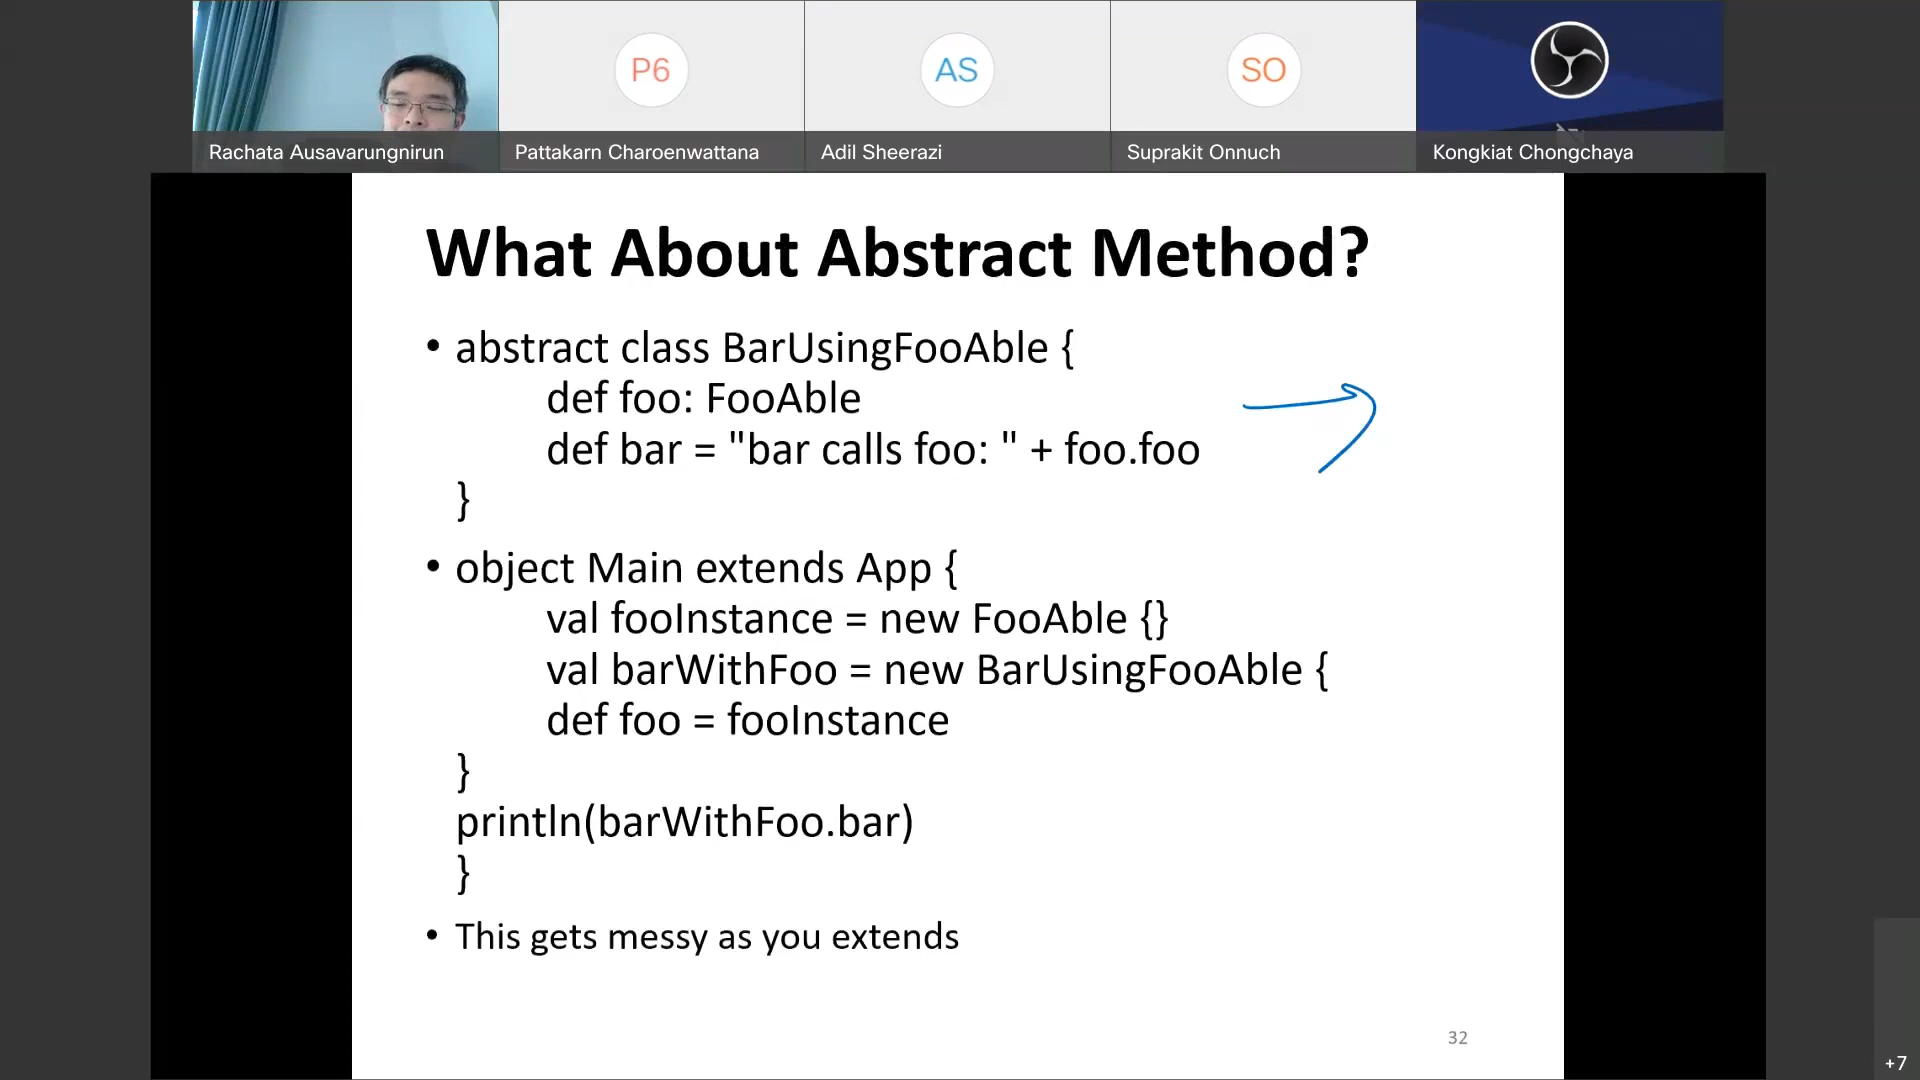 P6
AS
SO
Rachata Ausavarungnirun
Pattakarn Charoenwattana
Adil Sheerazi
Suprakit Onnuch
Kongkiat Chongchaya
What About Abstract Method?
• abstract class BarUsingFooAble {
def foo: FooAble
def bar = "bar calls foo: " + foo.foo
}
• object Main extends App {
val fooInstance = new FooAble {}
val barWithFoo = new BarUsingFooAble {
def foo = fooInstance
}
println(barWithFoo.bar)
}
• This gets messy as you extends
32
+7